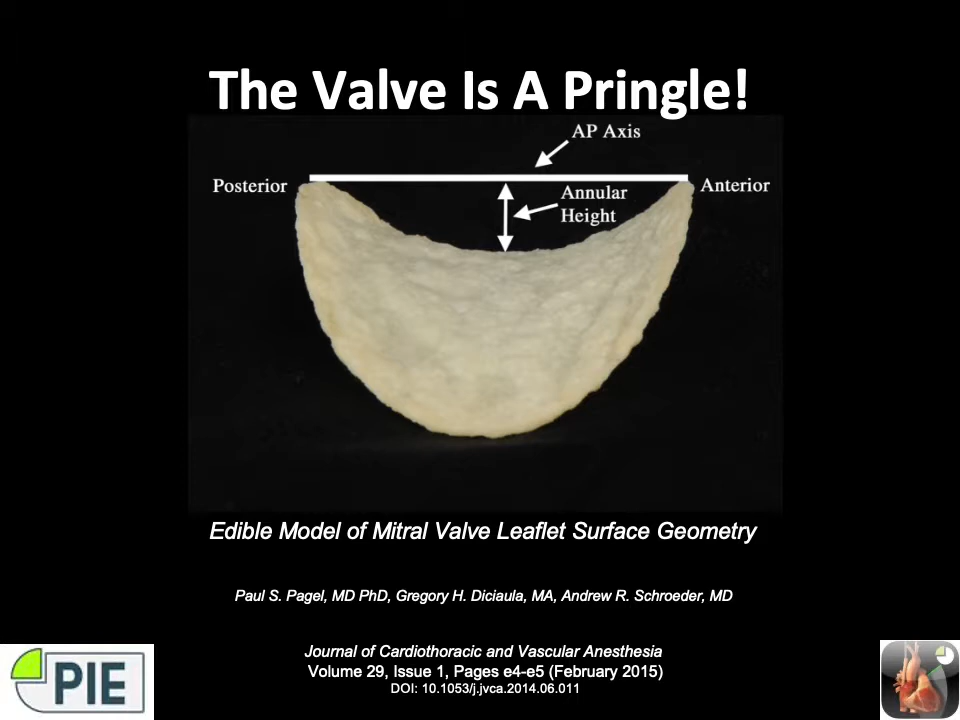 The Valve Is A Pringle!
AP Axis
Posterior
Anterior
Annular
Height
Edible Model of Mitral Valve Leaflet Surface Geometry
Paul S. Pagel, MD PhD, Gregory H. Diciaula, MA, Andrew R. Schroeder, MD
Journal of Cardiothoracic and Vascular Anesthesia
Volume 29, Issue 1, Pages e4-e5 (February 2015)
DOI: 10.1053/j.jvca.2014.06.011
PIE